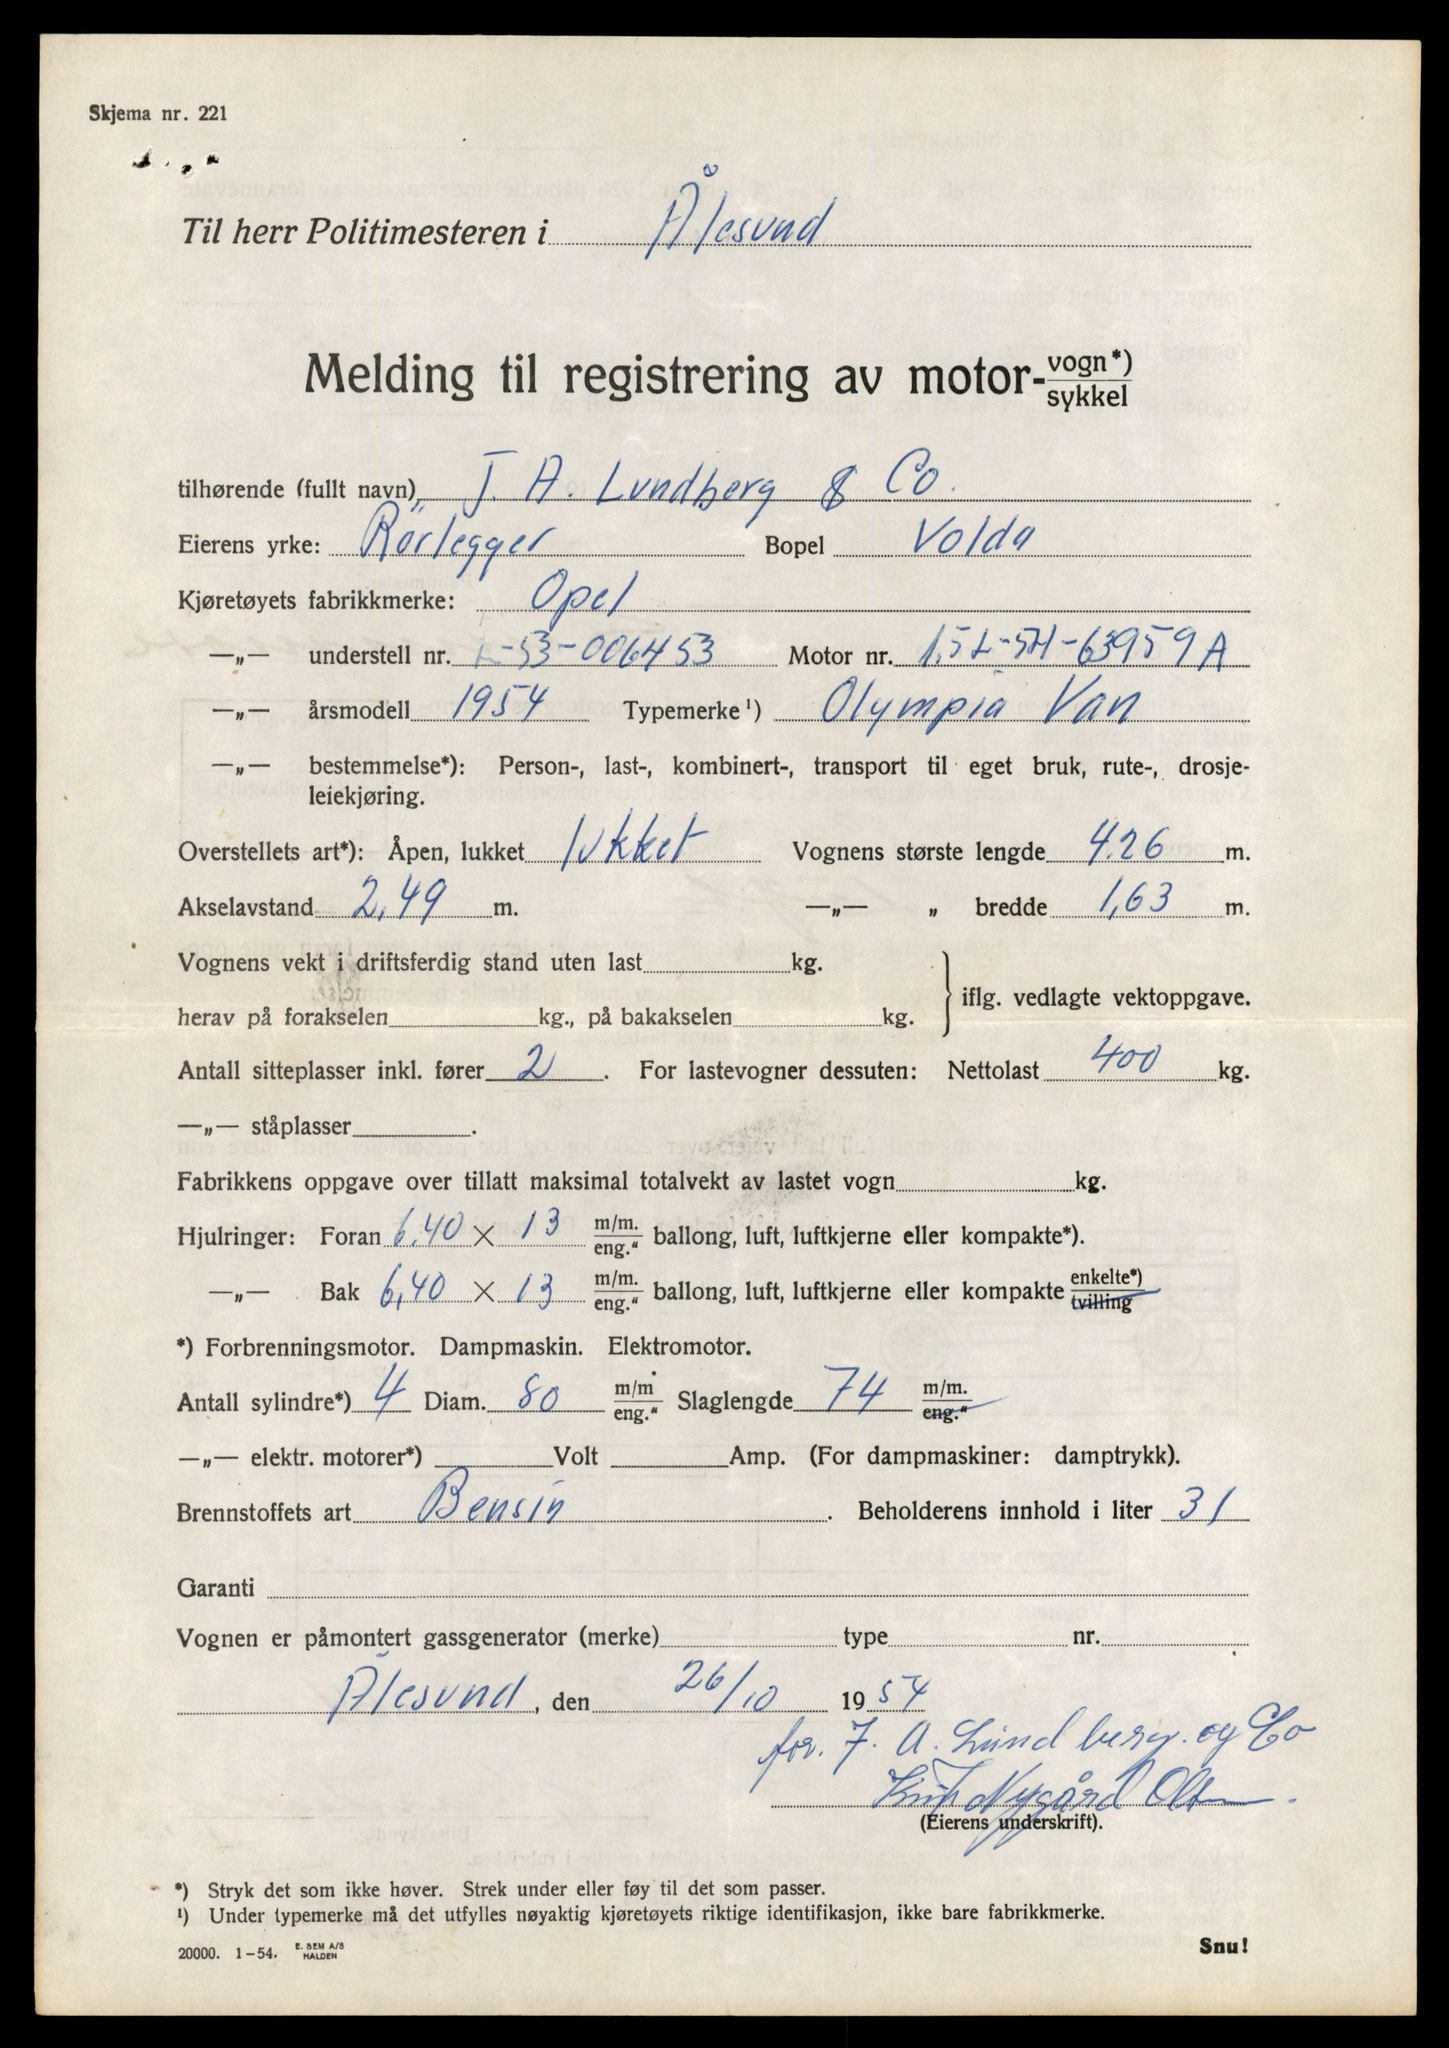 Skjema nr. 221
Til herr Politimesteren i Ålesund
Melding til registrering av motor-vogn*)
sykkel
tilhørende (fullt navn) J. A. Lundberg & Co.
Eierens yrke: Rörlegger Bopel Volda
Kjøretøyets fabrikkmerke: Opel
—„— understell nr. L-53-006453 Motor nr. 1,5L-54-63959A
—„— årsmodell 1954 Typemerke¹) Olympia Van
—„— bestemmelse*): Person-, last-, kombinert-, transport til eget bruk, rute-, drosje-
leiekjøring.
Overstellets art*): Åpen, lukket lukket Vognens største lengde 4.26 m.
Akselavstand 2,49 m. —„— „ bredde 1,63 m.
Vognens vekt i driftsferdig stand uten last kg.
herav på forakselen kg., på bakakselen kg. } iflg. vedlagte vektoppgave.
Antall sitteplasser inkl. fører 2. For lastevogner dessuten: Nettolast 400 kg.
—„— ståplasser .
Fabrikkens oppgave over tillatt maksimal totalvekt av lastet vogn kg.
Hjulringer: Foran 6,40 × 13 m/m. eng." ballong, luft, luftkjerne eller kompakte*).
—„— Bak 6,40 × 13 m/m. eng." ballong, luft, luftkjerne eller kompakte enkelte*) tvilling
*) Forbrenningsmotor. Dampmaskin. Elektromotor.
Antall sylindre*) 4 Diam. 80 m/m eng." Slaglengde 74 m/m. eng."
—„— elektr. motorer*) Volt Amp. (For dampmaskiner: damptrykk).
Brennstoffets art Bensin. Beholderens innhold i liter 31
Garanti
Vognen er påmontert gassgenerator (merke) type nr.
Ålesund, den 26/10 1954
for. J. A. Lundberg. og Co
Nygård Olsen
(Eierens underskrift).
*) Stryk det som ikke høver. Strek under eller føy til det som passer.
¹) Under typemerke må det utfylles nøyaktig kjøretøyets riktige identifikasjon, ikke bare fabrikkmerke.
20000. 1-54. E. SEM A/S HALDEN
Snu!